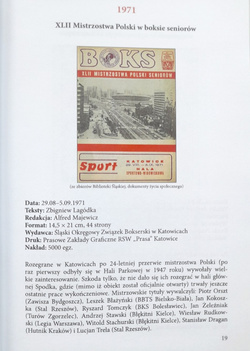 1971
XLII Mistrzostwa Polski w boksie seniorów
BOKS
XLII MISTRZOSTWA POLSKI SENIORÓW
Sport
KATOWICE
HALA
(ze zbiorów Biblioteki Śląskiej, dokumenty życia społecznego)
Data: 29.08–5.09.1971
Teksty: Zbigniew Lagódka
Redakcja: Alfred Majewicz
Format: 14,5 × 21 cm, 44 strony
Wydawca: Śląski Okręgowy Związek Bokserski w Katowicach
Druk: Prasowe Zakłady Graficzne RSW „Prasa” Katowice
Nakład: 5000 egz.
Rozegrane w Katowicach po 24-letniej przerwie mistrzostwa Polski (po
raz pierwszy odbyły się w Hali Parkowej w 1947 roku) wywołały wiel-
kie zainteresowanie. Szkoda tylko, że nie dało się ich rozegrać w hali głów-
nej Spodka, gdzie (mimo iż obiekt został oficjalnie otwarty) trwały jeszcze
ostatnie prace wykończeniowe. Mistrzowskie tytuły wywalczyli: Piotr Orszt
(Zawisza Bydgoszcz), Leszek Błażyński (BBTS Bielsko-Biała), Jan Kokosz-
ka (Stal Rzeszów), Ryszard Tomczyk (BKS Bolesławiec), Jan Żeleźniak
(Turów Zgorzelec), Andrzej Stawski (Błękitni Kielce), Wiesław Rudkow-
ski (Legia Warszawa), Witold Stachurski (Błękitni Kielce), Stanisław Dragan
(Hutnik Kraków) i Lucjan Trela (Stal Rzeszów).
19